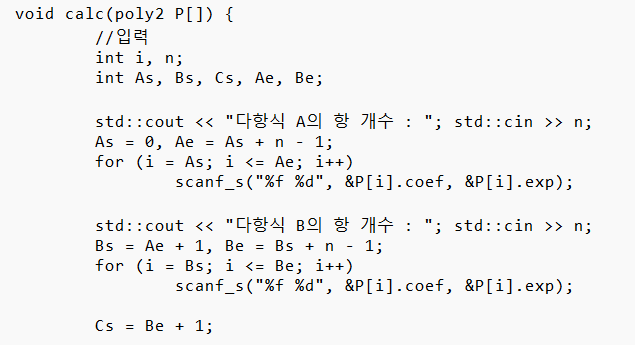 void calc(poly2 P[]) {
//입력
int i, n;
int As, Bs, Cs, Ae, Be;
std::cout << "다항식 A의 항 개수 : "; std::cin >> n;
As = 0, Ae = As + n - 1;
for (i = As; i <= Ae; i++)
scanf_s("%f %d", &P[i].coef, &P[i].exp);
std::cout << "다항식 B의 항 개수 : "; std::cin >> n;
Bs = Ae + 1, Be = Bs + n - 1;
for (i = Bs; i <= Be; i++)
scanf_s("%f %d", &P[i].coef, &P[i].exp);
Cs = Be + 1;